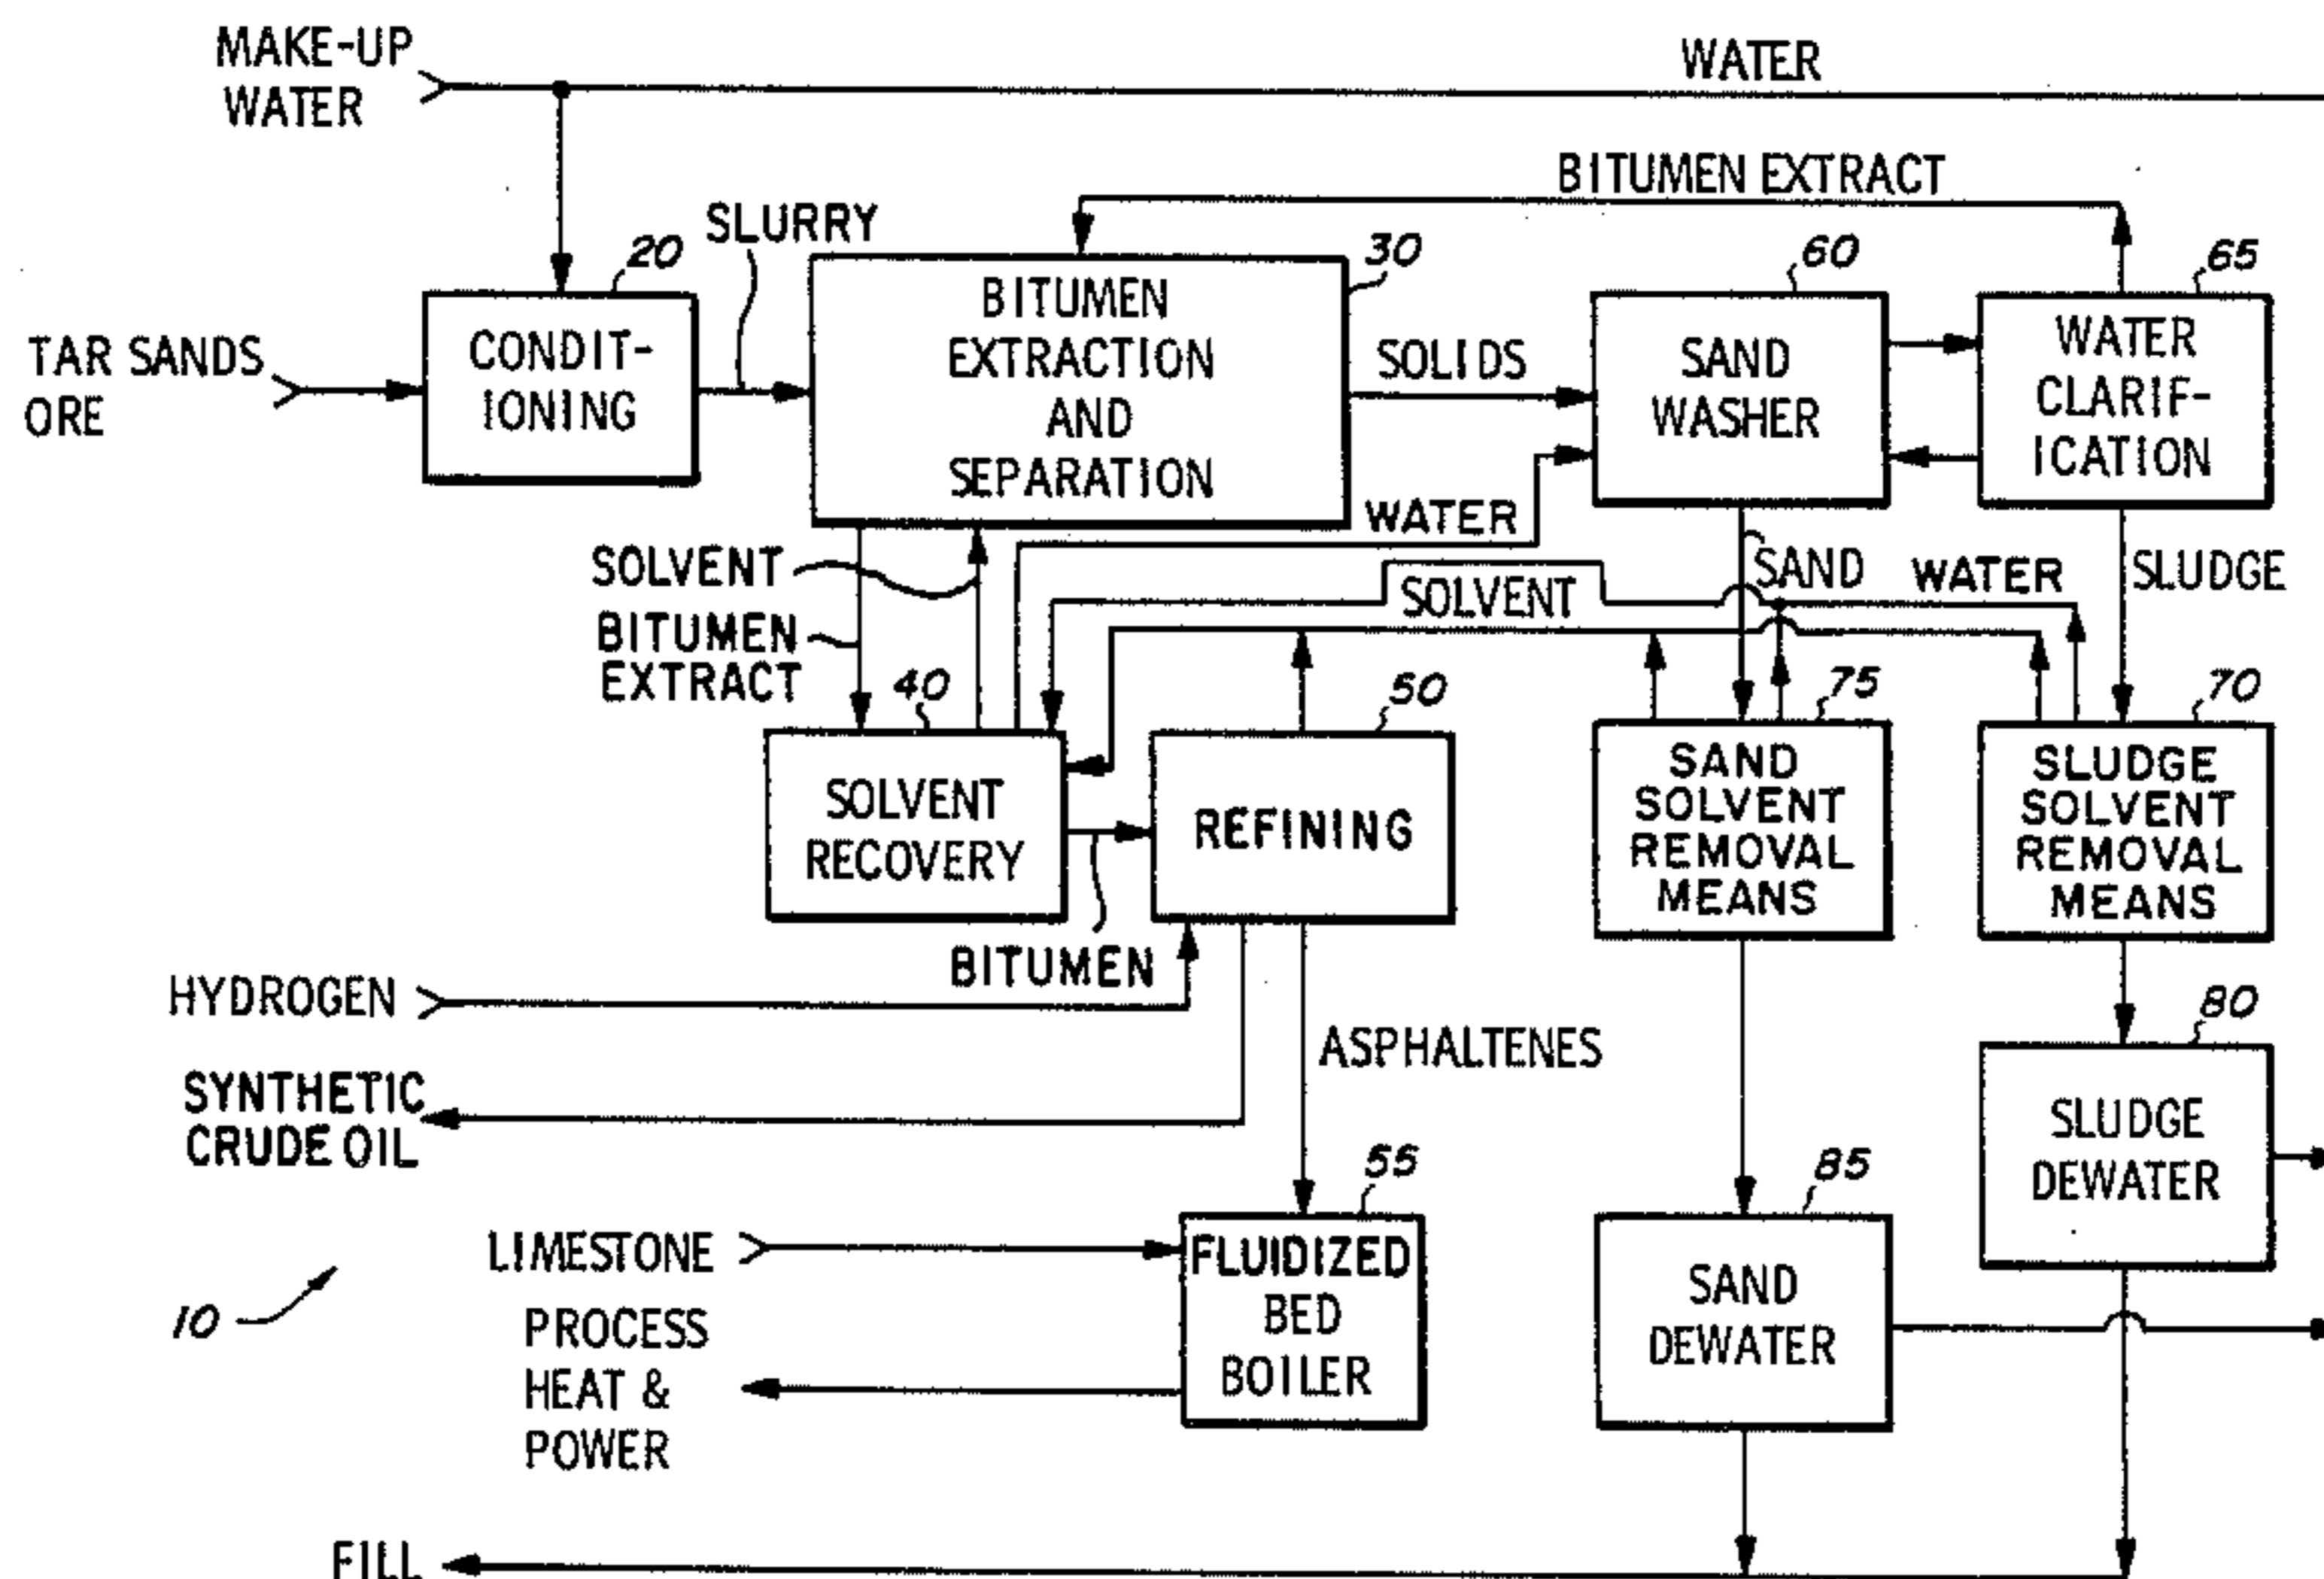 MAKE-UP
WATER
WATER
BITUMEN EXTRACT
SLURRY
20
30
60
65
TAR SANDS
ORE
CONDIT-
IONING
BITUMEN
EXTRACTION
AND
SEPARATION
SOLIDS
SAND
WASHER
WATER
CLARIF-
ICATION
WATER
SOLVENT
SAND
WATER
SLUDGE
SOLVENT
BITUMEN
EXTRACT
40
50
75
70
SOLVENT
RECOVERY
REFINING
SAND
SOLVENT
REMOVAL
MEANS
SLUDGE
SOLVENT
REMOVAL
MEANS
BITUMEN
HYDROGEN
80
ASPHALTENES
SYNTHETIC
CRUDE OIL
SLUDGE
DEWATER
55
85
LIMESTONE
FLUIDIZED
BED
BOILER
SAND
DEWATER
10
PROCESS
HEAT &
POWER
FILL